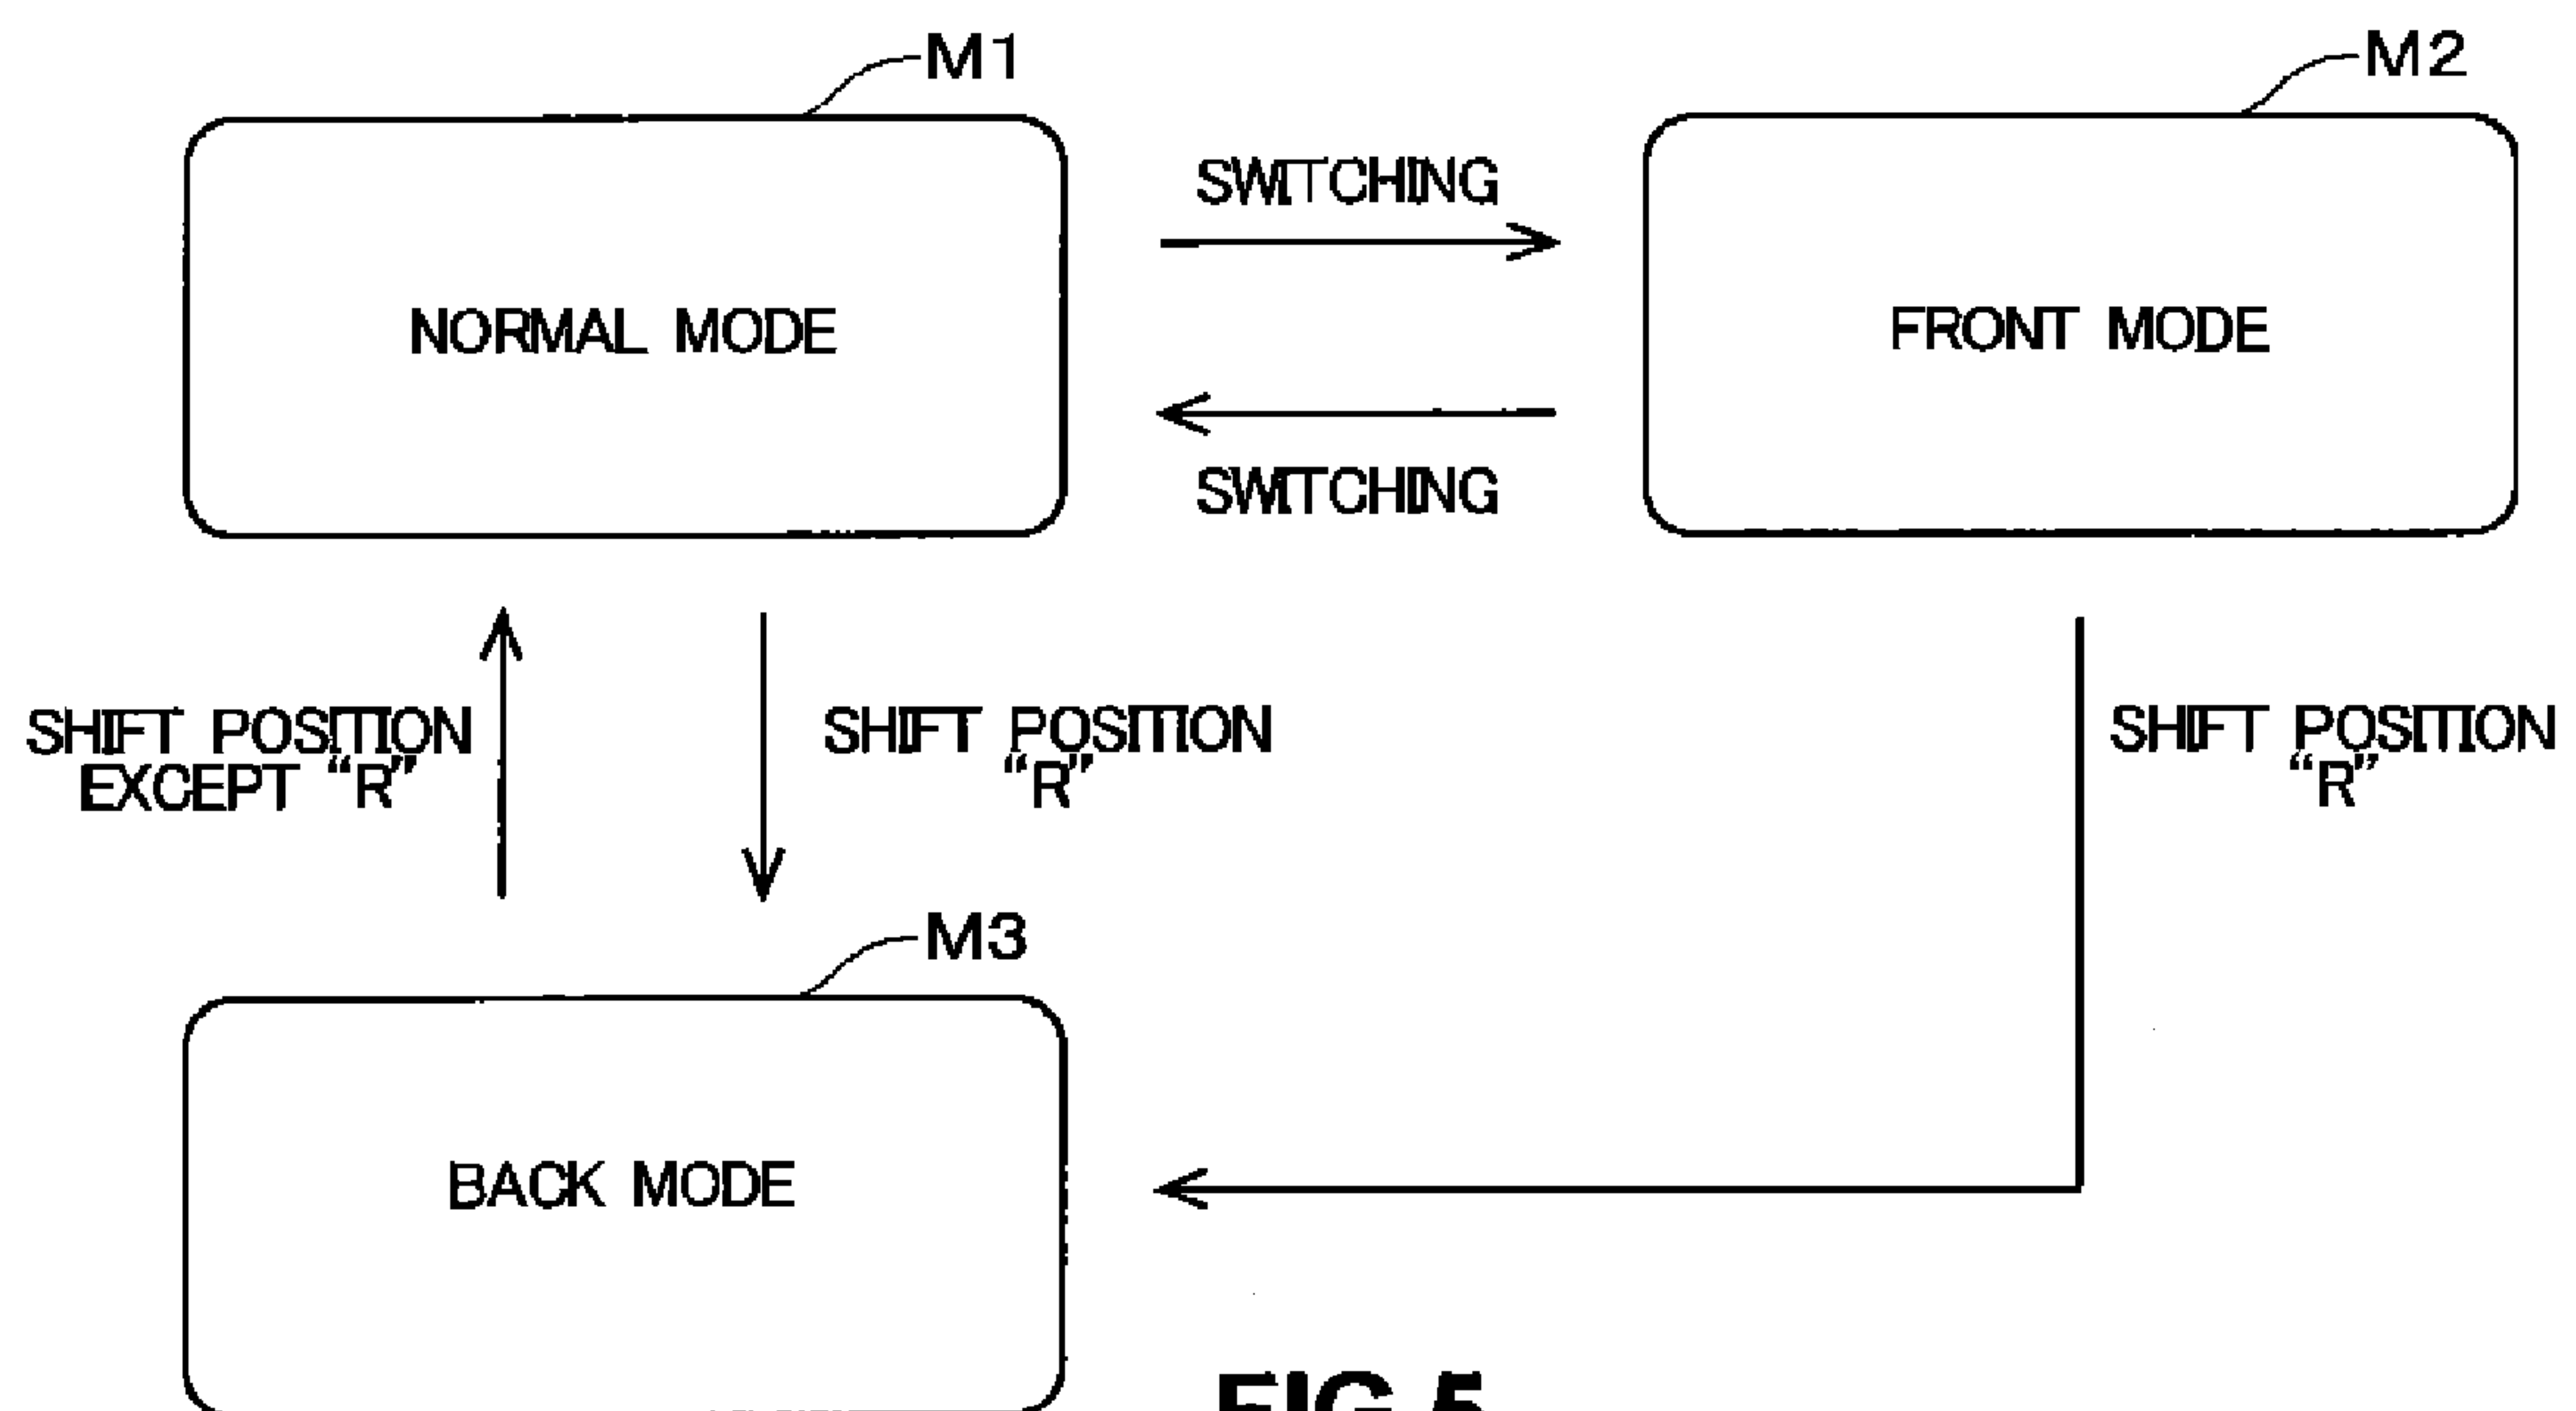 M1
M2
SWITCHING
NORMAL MODE
FRONT MODE
SWITCHING
SHIFT POSITION
EXCEPT “R”
SHIFT POSITION
“R”
SHIFT POSITION
“R”
M3
BACK MODE
FIG.5